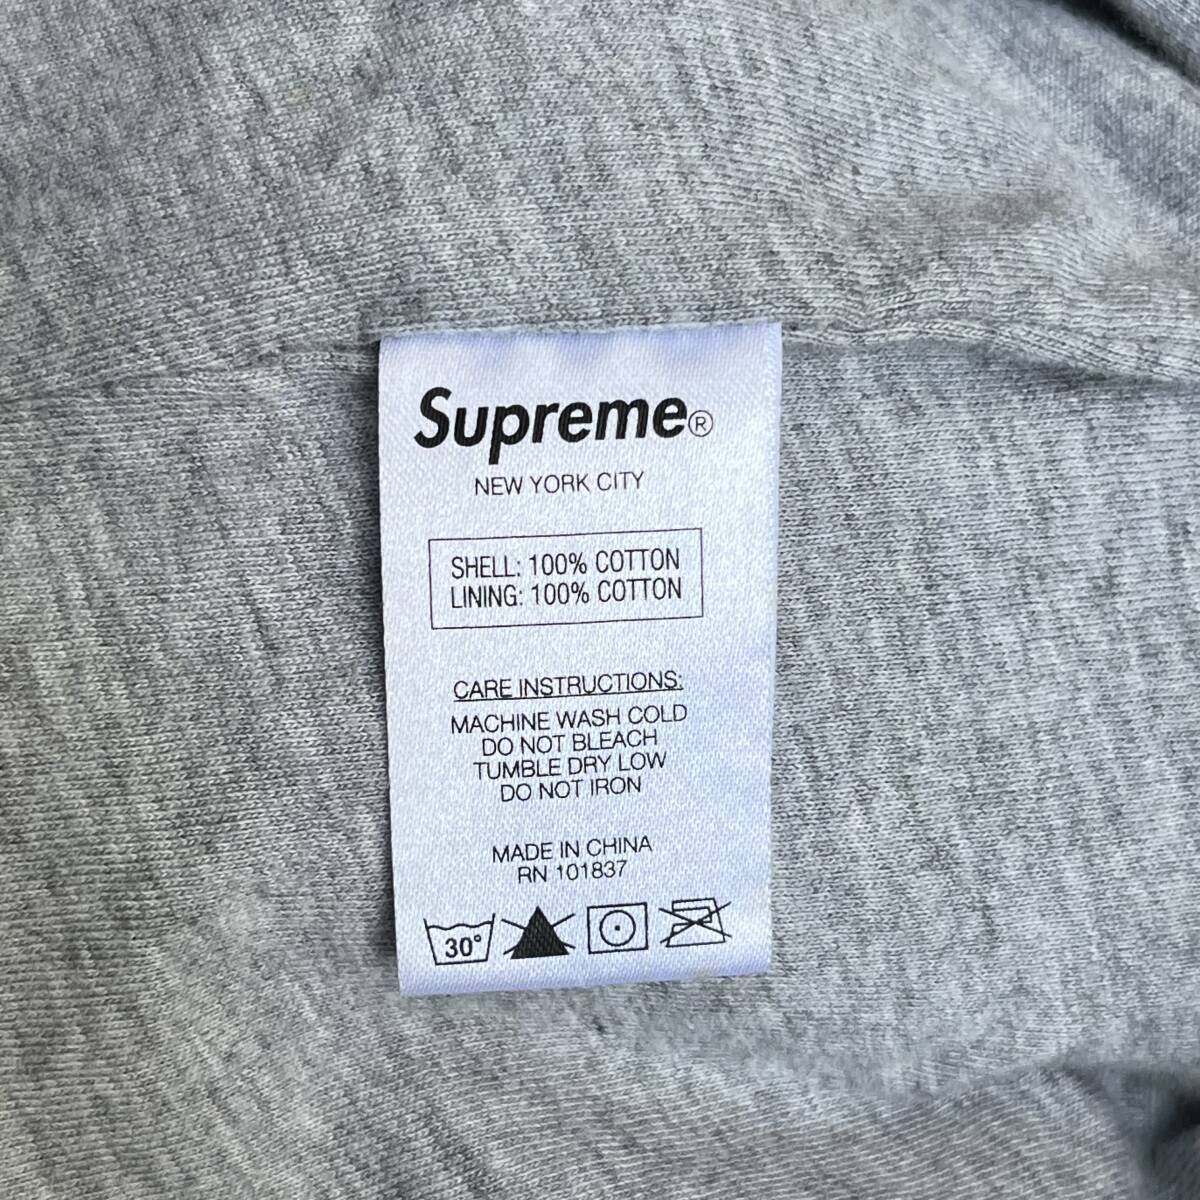 Supreme®
NEW YORK CITY
SHELL: 100% COTTON
LINING: 100% COTTON
CARE INSTRUCTIONS:
MACHINE WASH COLD
DO NOT BLEACH
TUMBLE DRY LOW
DO NOT IRON
MADE IN CHINA
RN 101837
30°